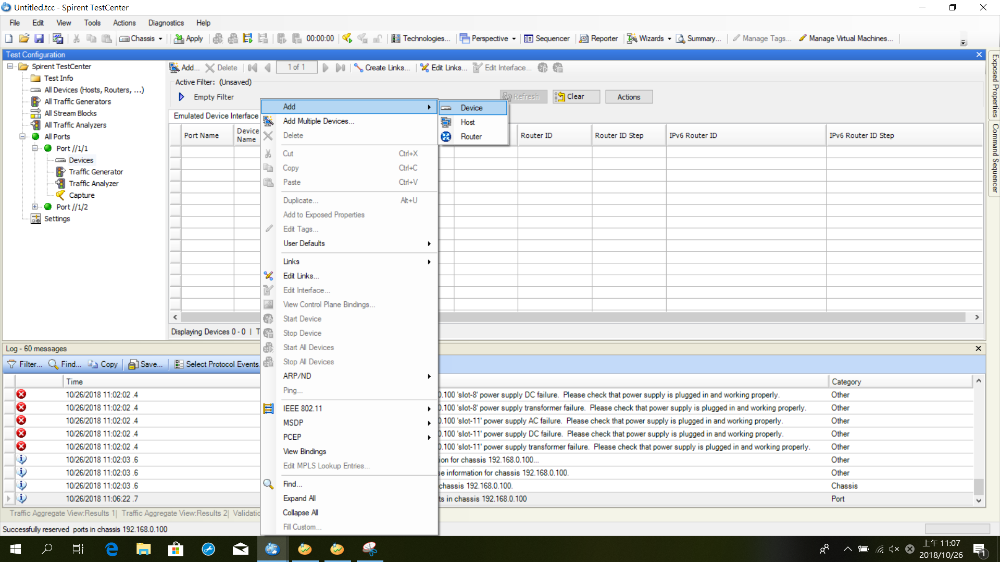 Untitled.tcc - Spirent TestCenter
File Edit View Tools Actions Diagnostics Help
Chassis Apply 00:00:00 Technologies... Perspective Sequencer Reporter Wizards Summary... Manage Tags... Manage Virtual Machines...
Test Configuration
Spirent TestCenter
Test Info
All Devices (Hosts, Routers, ...)
All Traffic Generators
All Stream Blocks
All Traffic Analyzers
All Ports
Port //1/1
Devices
Traffic Generator
Traffic Analyzer
Capture
Port //1/2
Settings
Add... Delete 1 of 1 Create Links... Edit Links... Edit Interface...
Active Filter: (Unsaved)
Empty Filter
Refresh Clear Actions
Emulated Device Interface
Port Name Device Name Router ID Router ID Step IPv6 Router ID IPv6 Router ID Step
Add
Add Multiple Devices...
Delete
Cut Ctrl+X
Copy Ctrl+C
Paste Ctrl+V
Duplicate... Alt+U
Add to Exposed Properties
Edit Tags...
User Defaults
Links
Edit Links...
Edit Interface...
View Control Plane Bindings...
Start Device
Stop Device
Start All Devices
Stop All Devices
ARP/ND
Ping...
IEEE 802.11
MSDP
PCEP
View Bindings
Edit MPLS Lookup Entries...
Find...
Expand All
Collapse All
Fill Custom...
Device
Host
Router
Exposed Properties
Command Sequencer
Displaying Devices 0 - 0 | T
Log - 60 messages
Filter... Find... Copy Save... Select Protocol Events
Time Category
10/26/2018 11:02:02 .4 0.100 'slot-8' power supply DC failure. Please check that power supply is plugged in and working properly. Other
10/26/2018 11:02:02 .4 0.100 'slot-8' power supply transformer failure. Please check that power supply is plugged in and working properly. Other
10/26/2018 11:02:02 .4 0.100 'slot-11' power supply AC failure. Please check that power supply is plugged in and working properly. Other
10/26/2018 11:02:02 .4 0.100 'slot-11' power supply DC failure. Please check that power supply is plugged in and working properly. Other
10/26/2018 11:02:02 .4 0.100 'slot-11' power supply transformer failure. Please check that power supply is plugged in and working properly. Other
10/26/2018 11:02:03 .6 ion for chassis 192.168.0.100... Other
10/26/2018 11:02:03 .6 se information for chassis 192.168.0.100. Other
10/26/2018 11:02:03 .6 chassis 192.168.0.100. Chassis
10/26/2018 11:06:22 .7 ts in chassis 192.168.0.100 Port
Traffic Aggregate View:Results 1| Traffic Aggregate View:Results 2| Validatio
Successfully reserved ports in chassis 192.168.0.100
上午 11:07
2018/10/26
1